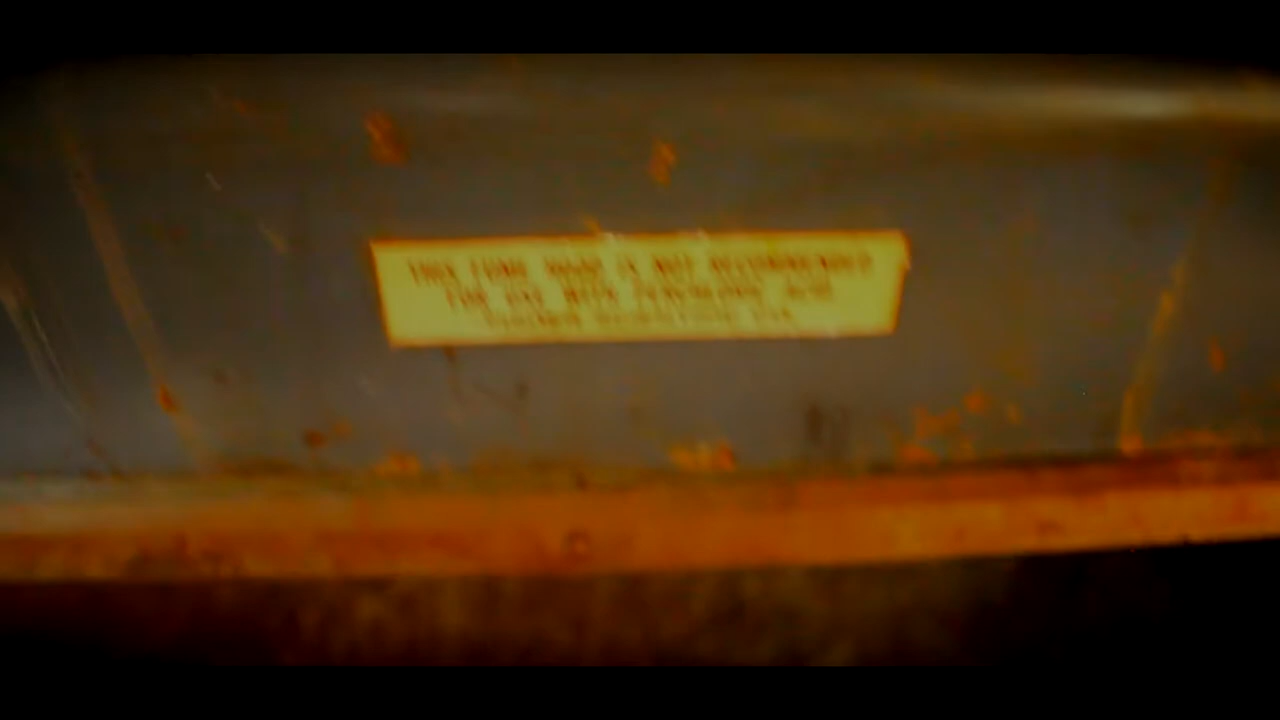 THIS FUME HOOD IS NOT RECOMMENDED
FOR USE WITH PERCHLORIC ACID